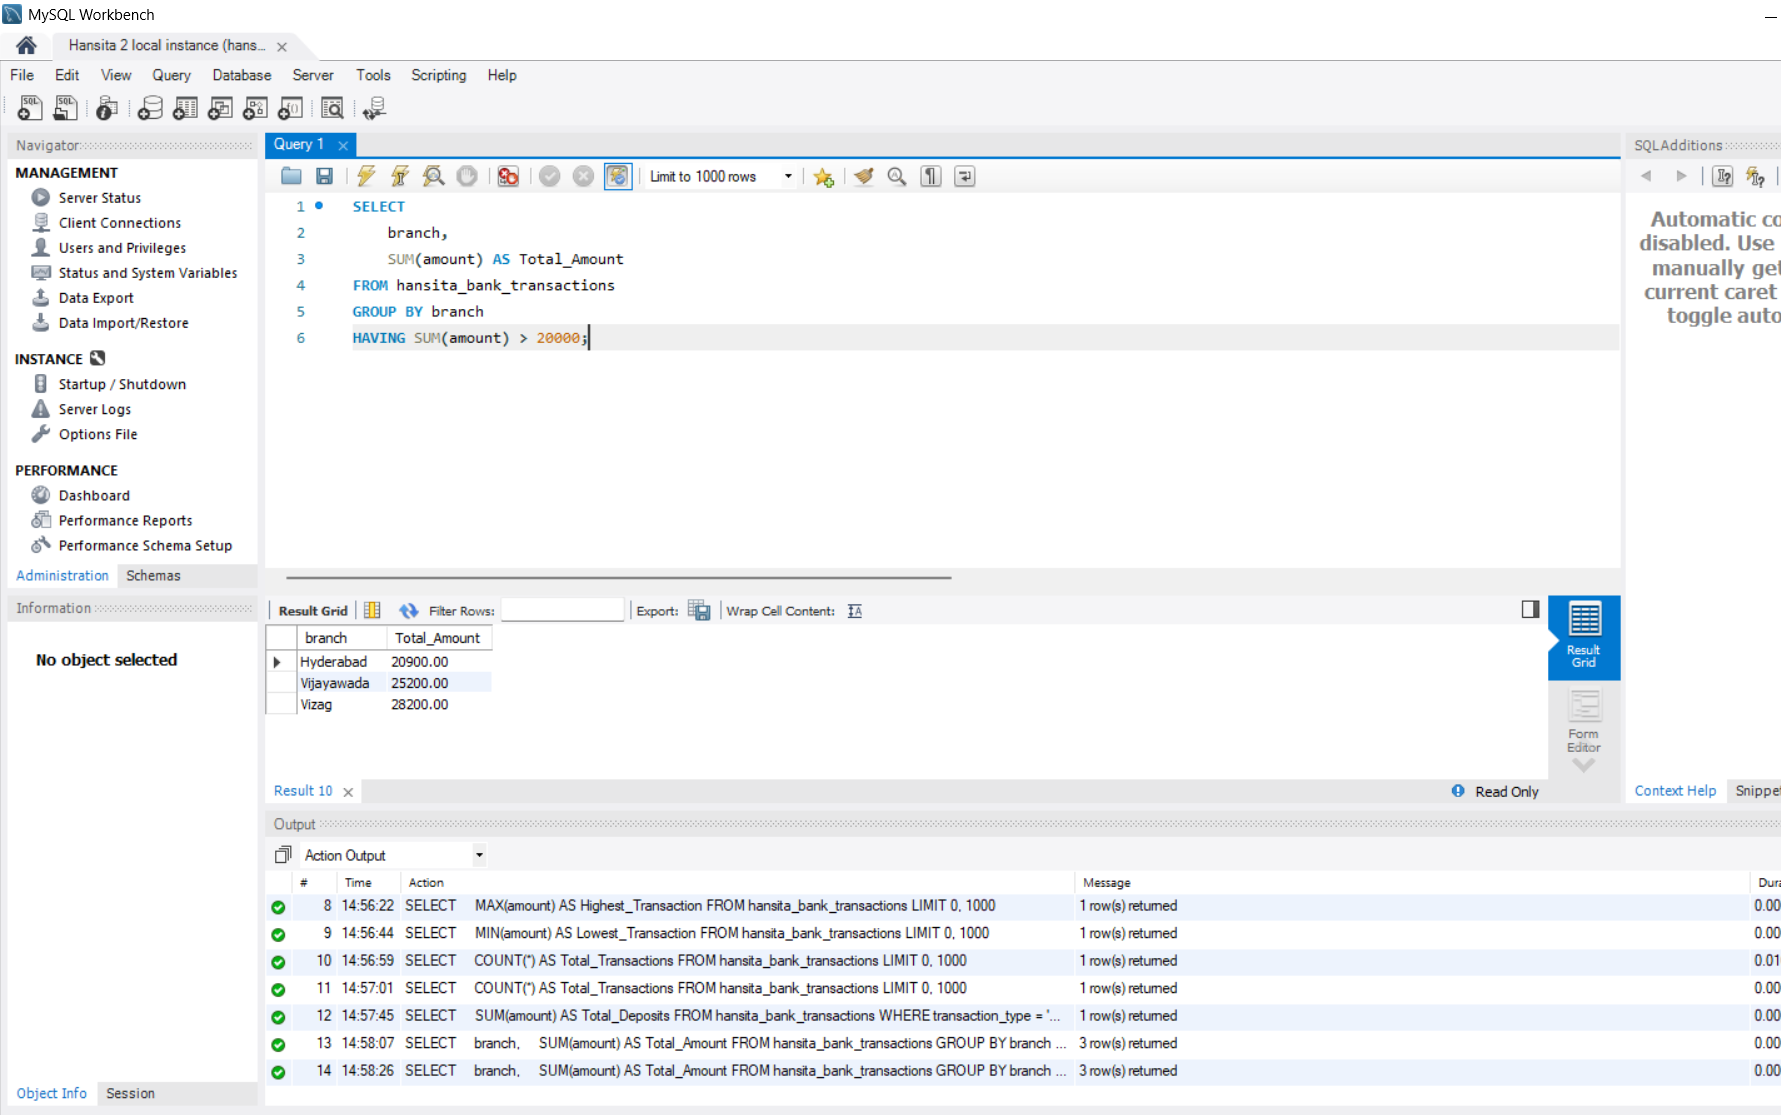 MySQL Workbench
Hansita 2 local instance (hans...
File Edit View Query Database Server Tools Scripting Help
Navigator
MANAGEMENT
Server Status
Client Connections
Users and Privileges
Status and System Variables
Data Export
Data Import/Restore
INSTANCE
Startup / Shutdown
Server Logs
Options File
PERFORMANCE
Dashboard
Performance Reports
Performance Schema Setup
Administration Schemas
Information
No object selected
Object Info Session
Query 1
Limit to 1000 rows
1 SELECT
2 branch,
3 SUM(amount) AS Total_Amount
4 FROM hansita_bank_transactions
5 GROUP BY branch
6 HAVING SUM(amount) > 20000;
Result Grid Filter Rows: Export: Wrap Cell Content:
branch Total_Amount
Hyderabad 20900.00
Vijayawada 25200.00
Vizag 28200.00
Result
Grid
Form
Editor
Result 10 Read Only
SQLAdditions
Automatic co
disabled. Use
manually get
current caret
toggle auto
Context Help Snippet
Output
Action Output
# Time Action Message Dura
8 14:56:22 SELECT MAX(amount) AS Highest_Transaction FROM hansita_bank_transactions LIMIT 0, 1000 1 row(s) returned 0.00
9 14:56:44 SELECT MIN(amount) AS Lowest_Transaction FROM hansita_bank_transactions LIMIT 0, 1000 1 row(s) returned 0.00
10 14:56:59 SELECT COUNT(*) AS Total_Transactions FROM hansita_bank_transactions LIMIT 0, 1000 1 row(s) returned 0.01
11 14:57:01 SELECT COUNT(*) AS Total_Transactions FROM hansita_bank_transactions LIMIT 0, 1000 1 row(s) returned 0.00
12 14:57:45 SELECT SUM(amount) AS Total_Deposits FROM hansita_bank_transactions WHERE transaction_type = '... 1 row(s) returned 0.00
13 14:58:07 SELECT branch, SUM(amount) AS Total_Amount FROM hansita_bank_transactions GROUP BY branch ... 3 row(s) returned 0.00
14 14:58:26 SELECT branch, SUM(amount) AS Total_Amount FROM hansita_bank_transactions GROUP BY branch ... 3 row(s) returned 0.00